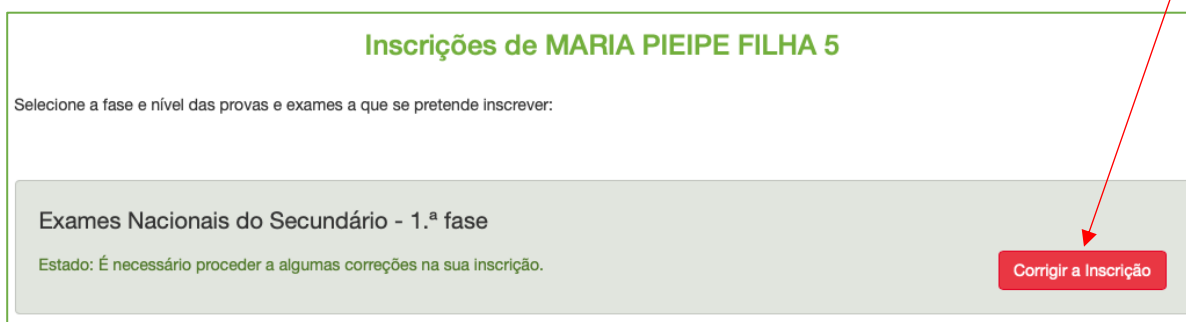 Inscrições de MARIA PIEIPE FILHA 5
Selecione a fase e nível das provas e exames a que se pretende inscrever:
Exames Nacionais do Secundário - 1.ª fase
Estado: É necessário proceder a algumas correções na sua inscrição.
Corrigir a Inscrição